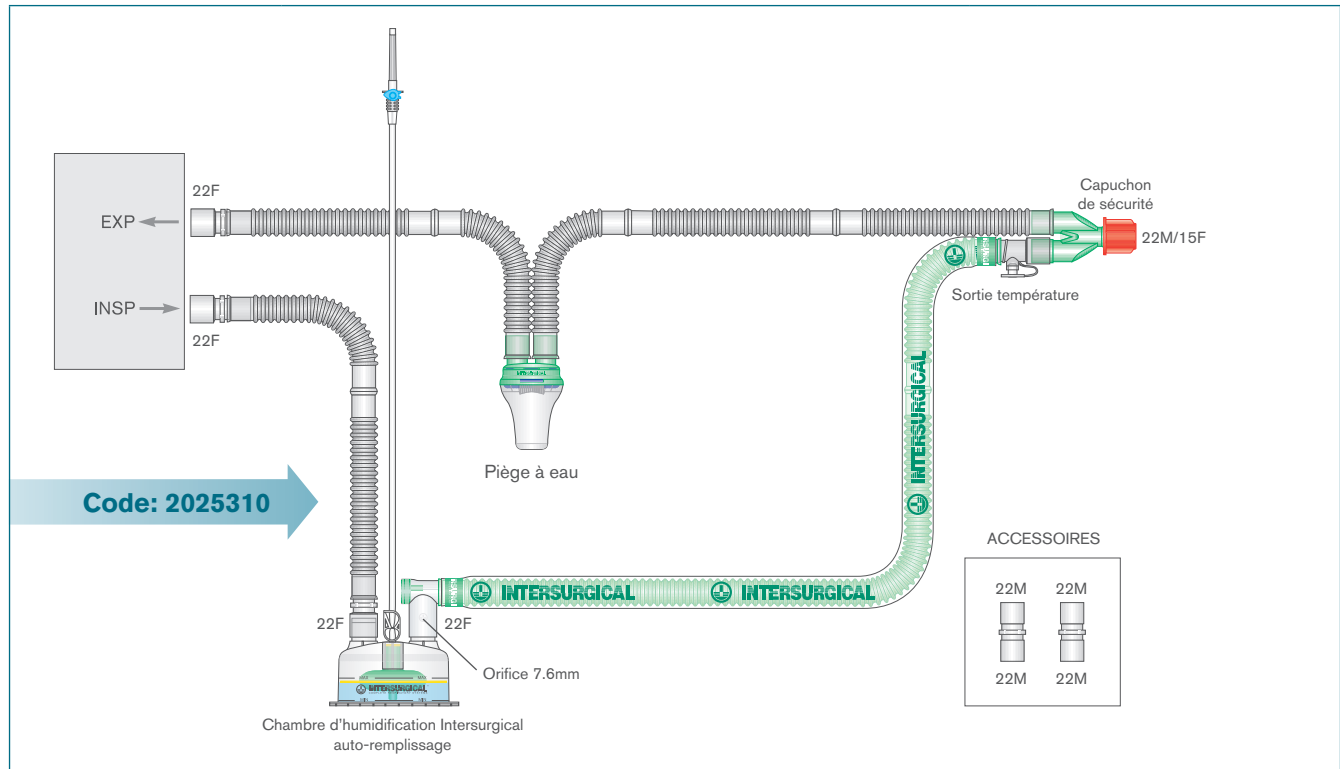 22F
EXP
INSP
22F
Capuchon
de sécurité
22M/15F
Sortie température
Piège à eau
Code: 2025310
INTERSURGICAL
INTERSURGICAL
INTERSURGICAL
22F
22F
Orifice 7.6mm
INTERSURGICAL
Chambre d'humidification Intersurgical
auto-remplissage
ACCESSOIRES
22M 22M
22M 22M